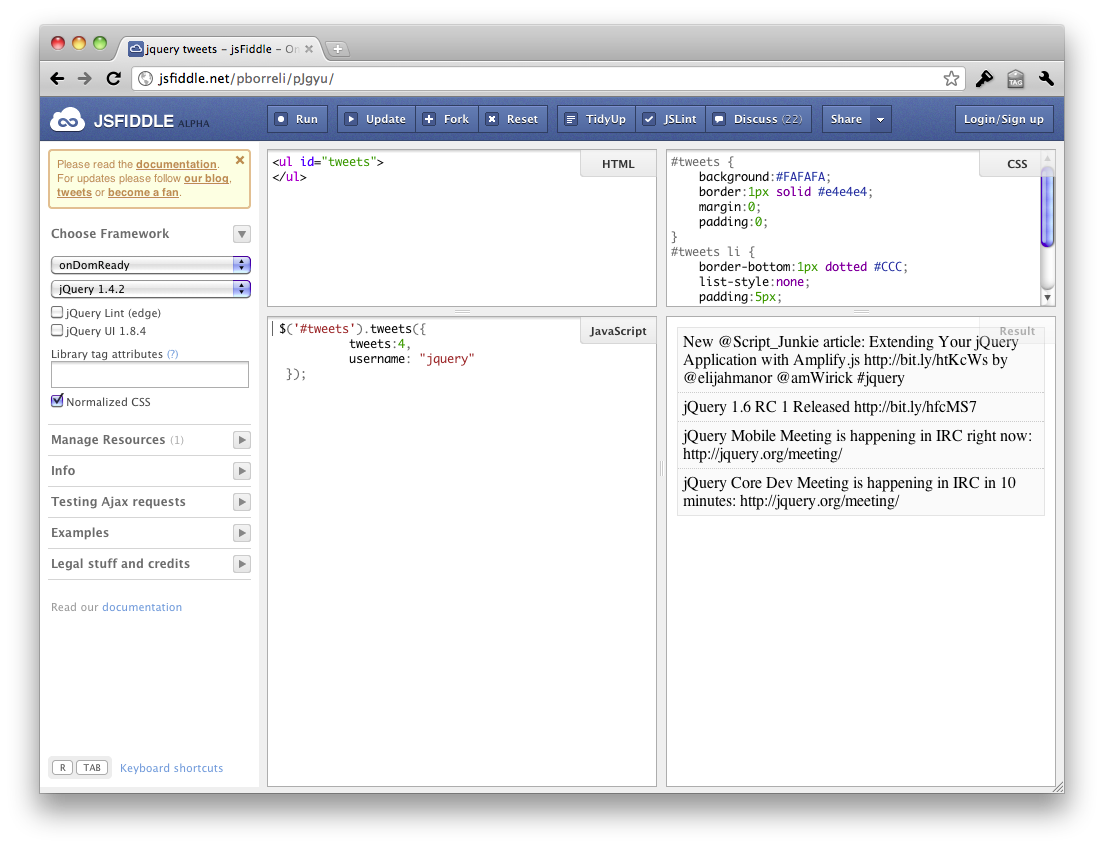 jquery tweets – jsFiddle – On
jsfiddle.net/pborreli/pJgyu/
TAG
JSFIDDLE ALPHA
Run
Update
Fork
Reset
TidyUp
JSLint
Discuss (22)
Share
Login/Sign up
Please read the documentation.
For updates please follow our blog,
tweets or become a fan.
Choose Framework
onDomReady
jQuery 1.4.2
jQuery Lint (edge)
jQuery UI 1.8.4
Library tag attributes (?)
Normalized CSS
Manage Resources (1)
Info
Testing Ajax requests
Examples
Legal stuff and credits
Read our documentation
R TAB Keyboard shortcuts
HTML
<ul id="tweets">
</ul>
CSS
#tweets {
background:#FAFAFA;
border:1px solid #e4e4e4;
margin:0;
padding:0;
}
#tweets li {
border-bottom:1px dotted #CCC;
list-style:none;
padding:5px;
JavaScript
$('#tweets').tweets({
tweets:4,
username: "jquery"
});
Result
New @Script_Junkie article: Extending Your jQuery
Application with Amplify.js http://bit.ly/htKcWs by
@elijahmanor @amWirick #jquery
jQuery 1.6 RC 1 Released http://bit.ly/hfcMS7
jQuery Mobile Meeting is happening in IRC right now:
http://jquery.org/meeting/
jQuery Core Dev Meeting is happening in IRC in 10
minutes: http://jquery.org/meeting/